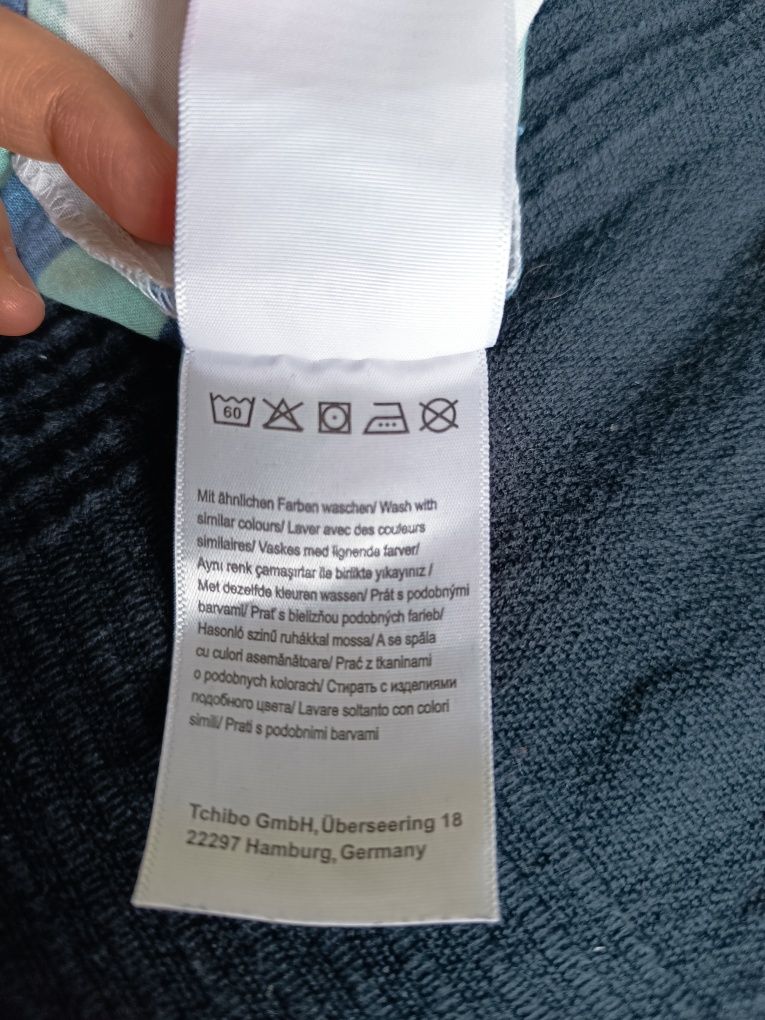 60
Mit ähnlichen Farben waschen/ Wash with
similar colours/ Laver avec des couleurs
similaires/ Vaskes med lignende farver/
Aynı renk çamaşırlar ile birlikte yıkayınız /
Met dezelfde kleuren wassen/ Prát s podobnými
barvami/ Prať s bielizňou podobných farieb/
Hasonló színű ruhákkal mossa/ A se spăla
cu culori asemănătoare/ Prać z tkaninami
o podobnych kolorach/ Стирать с изделиями
подобного цвета/ Lavare soltanto con colori
simili/ Prati s podobnimi barvami
Tchibo GmbH, Überseering 18
22297 Hamburg, Germany